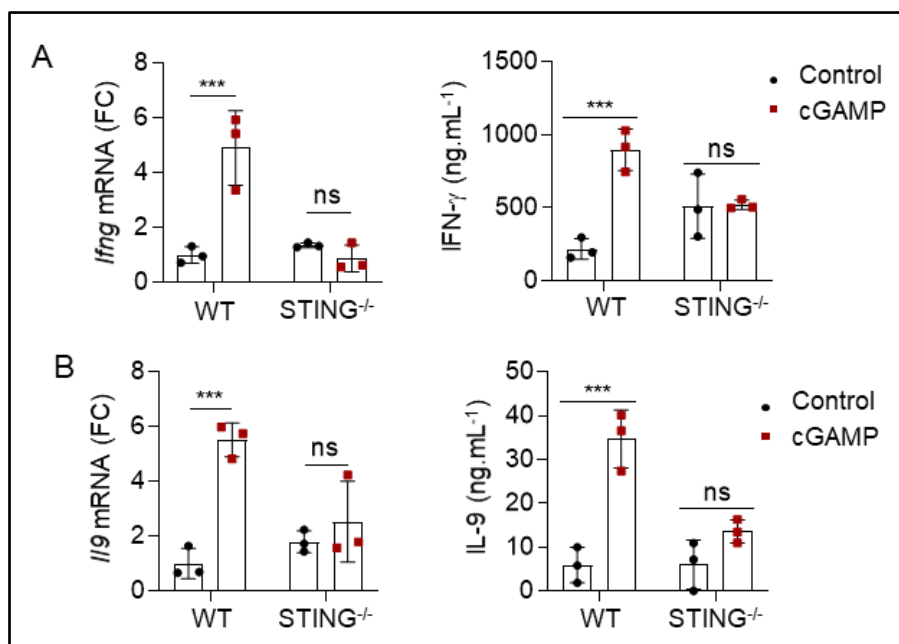 A
Ifng mRNA (FC)
8
6
4
2
0
***
ns
WT
STING-/-
IFN-γ (ng.mL-1)
1500
1000
500
0
***
ns
WT
STING-/-
Control
cGAMP
B
Il9 mRNA (FC)
8
6
4
2
0
***
ns
WT
STING-/-
IL-9 (ng.mL-1)
50
40
30
20
10
0
***
ns
WT
STING-/-
Control
cGAMP